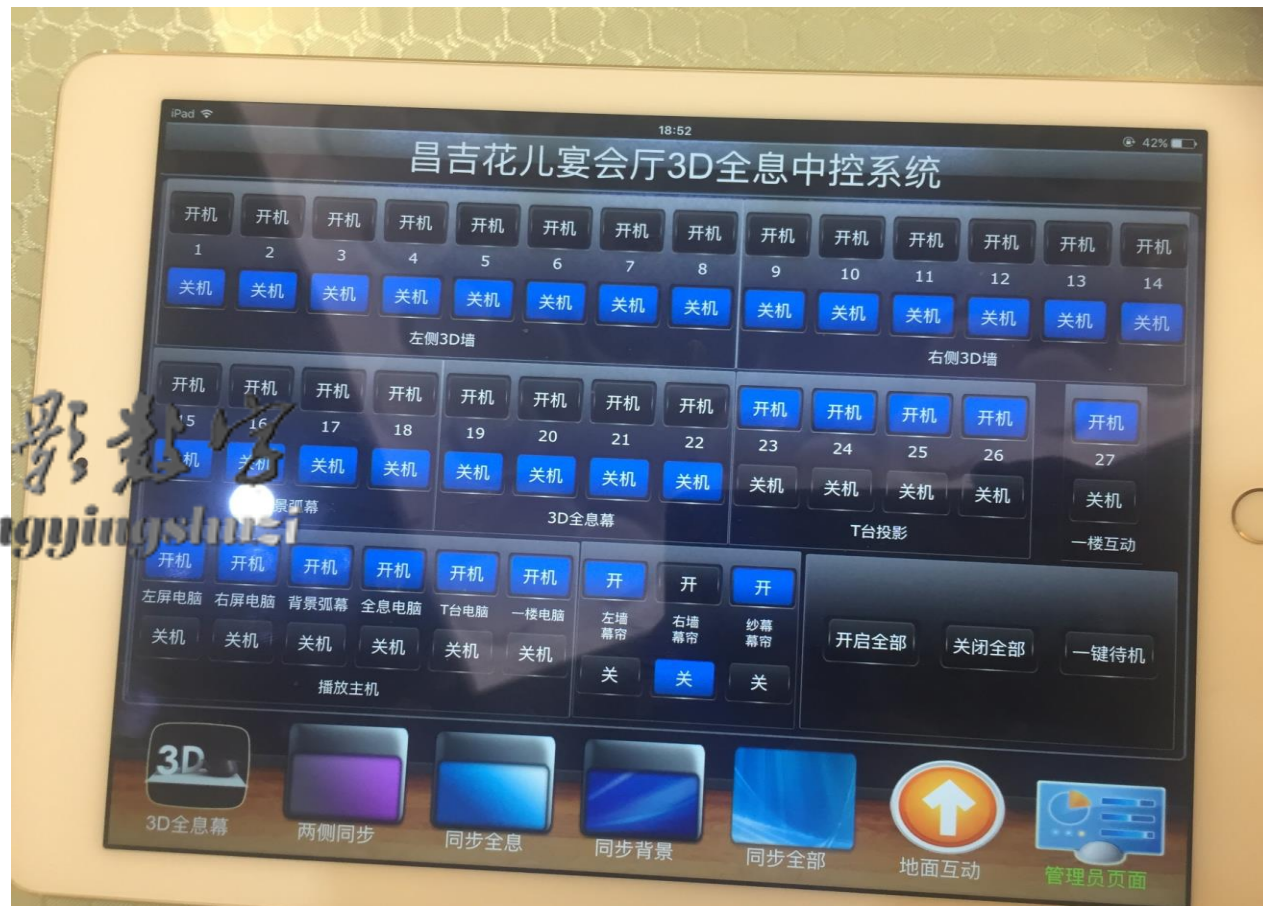 iPad
18:52
42%
昌吉花儿宴会厅3D全息中控系统
开机 开机 开机 开机 开机 开机 开机 开机 开机 开机 开机 开机 开机 开机
1 2 3 4 5 6 7 8 9 10 11 12 13 14
关机 关机 关机 关机 关机 关机 关机 关机 关机 关机 关机 关机 关机 关机
左侧3D墙 右侧3D墙
开机 开机 开机 开机 开机 开机 开机 开机 开机 开机 开机 开机 开机
15 16 17 18 19 20 21 22 23 24 25 26 27
机 关机 关机 关机 关机 关机 关机 关机 关机 关机 关机 关机 关机
景弧幕 3D全息幕 T台投影 一楼互动
开机 开机 开机 开机 开机 开机 开 开 开
左屏电脑 右屏电脑 背景弧幕 全息电脑 T台电脑 一楼电脑 左墙幕帘 右墙幕帘 纱幕幕帘
关机 关机 关机 关机 关机 关机 关 关 关
播放主机
开启全部 关闭全部 一键待机
3D
3D全息幕 两侧同步 同步全息 同步背景 同步全部 地面互动 管理员页面
影数字
ngyingshuzi